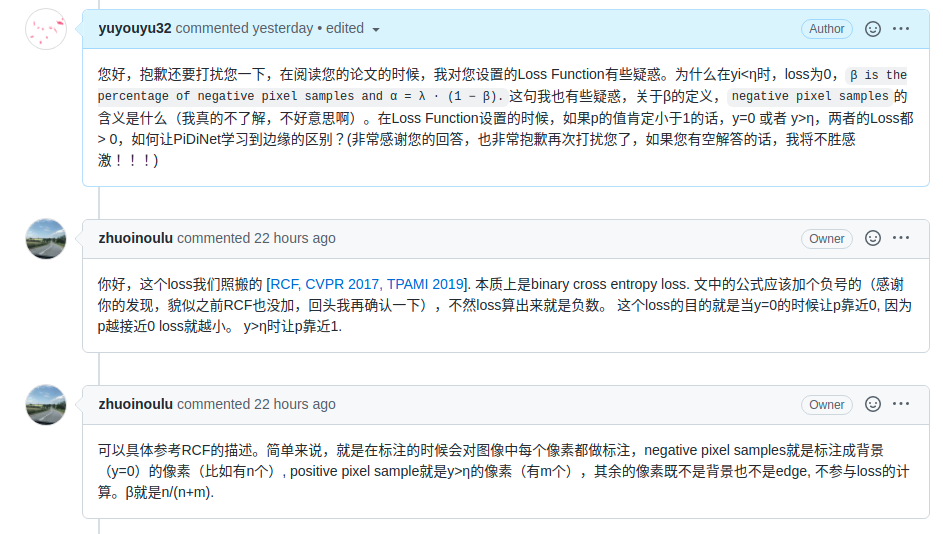 yuyouyu32 commented yesterday • edited
Author
您好，抱歉还要打扰您一下，在阅读您的论文的时候，我对您设置的Loss Function有些疑惑。为什么在yi<η时，loss为0，β is the
percentage of negative pixel samples and α = λ · (1 − β).这句我也有些疑惑，关于β的定义，negative pixel samples的
含义是什么（我真的不了解，不好意思啊）。在Loss Function设置的时候，如果p的值肯定小于1的话，y=0 或者 y>η，两者的Loss都
> 0，如何让PiDiNet学习到边缘的区别？(非常感谢您的回答，也非常抱歉再次打扰您了，如果您有空解答的话，我将不胜感
激！！！)
zhuoinoulu commented 22 hours ago
Owner
你好，这个loss我们照搬的 [RCF, CVPR 2017, TPAMI 2019]. 本质上是binary cross entropy loss. 文中的公式应该加个负号的（感谢
你的发现，貌似之前RCF也没加，回头我再确认一下），不然loss算出来就是负数。 这个loss的目的就是当y=0的时候让p靠近0, 因为
p越接近0 loss就越小。 y>η时让p靠近1.
zhuoinoulu commented 22 hours ago
Owner
可以具体参考RCF的描述。简单来说，就是在标注的时候会对图像中每个像素都做标注，negative pixel samples就是标注成背景
（y=0）的像素（比如有n个）, positive pixel sample就是y>η的像素（有m个），其余的像素既不是背景也不是edge, 不参与loss的计
算。β就是n/(n+m).